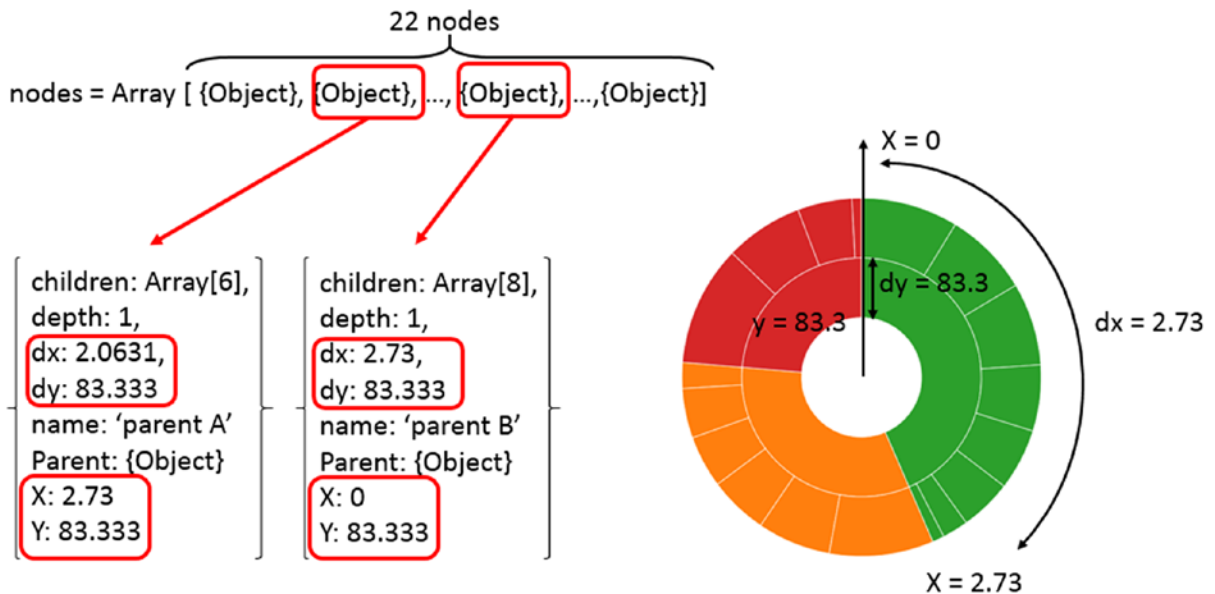 22 nodes
nodes = Array [ {Object}, {Object}, ..., {Object}, ...,{Object}]
children: Array[6],
depth: 1,
dx: 2.0631,
dy: 83.333
name: ‘parent A’
Parent: {Object}
X: 2.73
Y: 83.333
children: Array[8],
depth: 1,
dx: 2.73,
dy: 83.333
name: ‘parent B’
Parent: {Object}
X: 0
Y: 83.333
X = 0
dy = 83.3
y = 83.3
dx = 2.73
X = 2.73